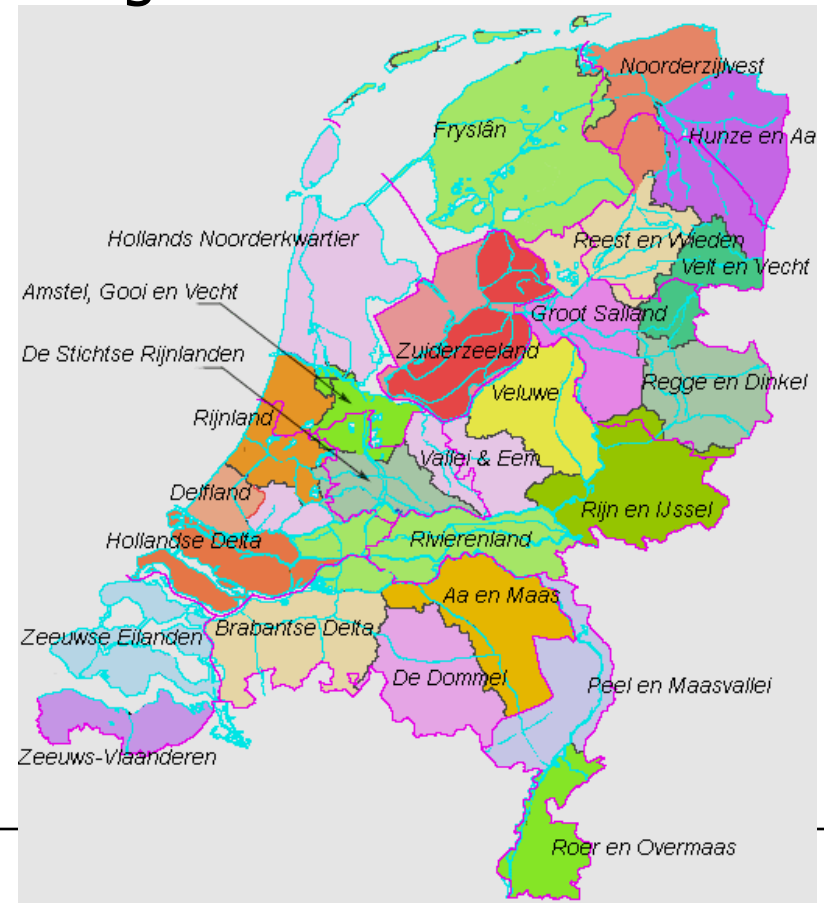 Noorderzijlvest
Fryslân
Hunze en Aa
Hollands Noorderkwartier
Reest en Wieden
Velt en Vecht
Amstel, Gooi en Vecht
Groot Salland
De Stichtse Rijnlanden
Zuiderzeeland
Regge en Dinkel
Veluwe
Rijnland
Vallei & Eem
Delfland
Rijn en IJssel
Hollandse Delta
Rivierenland
Aa en Maas
Zeeuwse Eilanden
Brabantse Delta
De Dommel
Peel en Maasvallei
Zeeuws-Vlaanderen
Roer en Overmaas